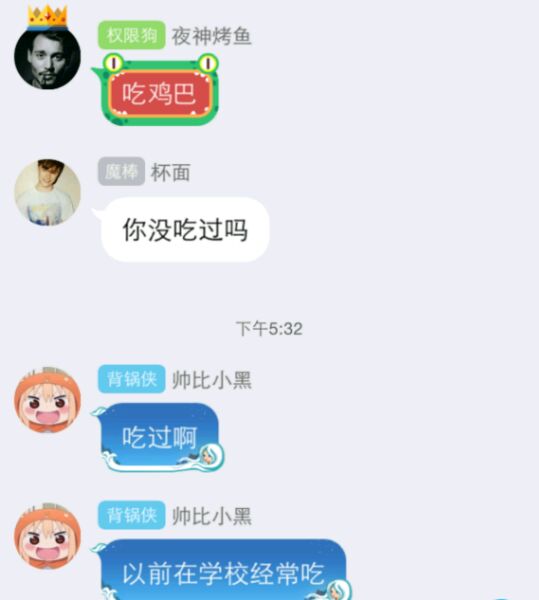 权限狗 夜神烤鱼
吃鸡巴
魔棒 杯面
你没吃过吗
下午5:32
背锅侠 帅比小黑
吃过啊
背锅侠 帅比小黑
以前在学校经常吃